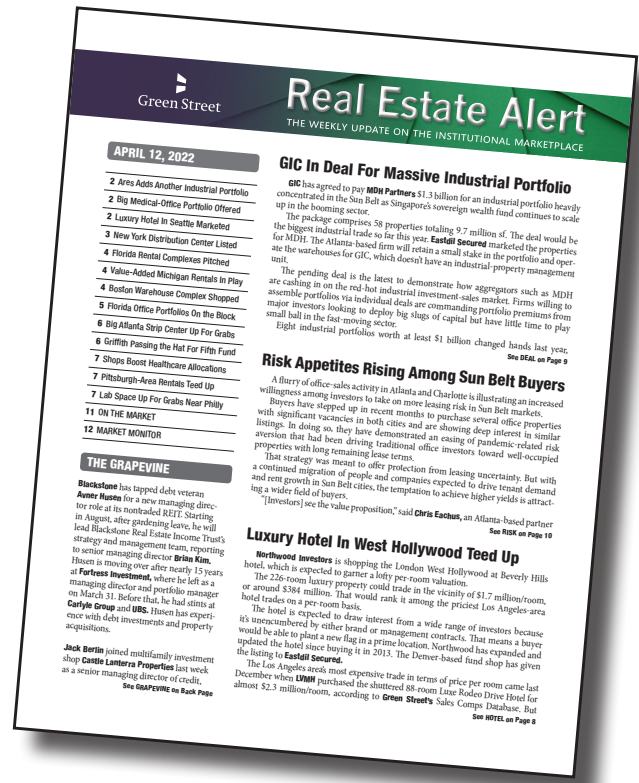 Green Street
Real Estate Alert
THE WEEKLY UPDATE ON THE INSTITUTIONAL MARKETPLACE
APRIL 12, 2022
2 Ares Adds Another Industrial Portfolio
2 Big Medical-Office Portfolio Offered
2 Luxury Hotel In Seattle Marketed
3 New York Distribution Center Listed
4 Florida Rental Complexes Pitched
4 Value-Added Michigan Rentals In Play
4 Boston Warehouse Complex Shopped
5 Florida Office Portfolios On the Block
6 Big Atlanta Strip Center Up For Grabs
6 Griffith Passing the Hat For Fifth Fund
7 Shops Boost Healthcare Allocations
7 Pittsburgh-Area Rentals Teed Up
7 Lab Space Up For Grabs Near Philly
11 ON THE MARKET
12 MARKET MONITOR
THE GRAPEVINE
Blackstone has tapped debt veteran
Avner Husen for a new managing direc-
tor role at its nontraded REIT. Starting
in August, after gardening leave, he will
lead Blackstone Real Estate Income Trust's
strategy and management team, reporting
to senior managing director Brian Kim.
Husen is moving over after nearly 15 years
at Fortress Investment, where he left as a
managing director and portfolio manager
on March 31. Before that, he had stints at
Carlyle Group and UBS. Husen has experi-
ence with debt investments and property
acquisitions.
Jack Berlin joined multifamily investment
shop Castle Lanterra Properties last week
as a senior managing director of credit,
See GRAPEVINE on Back Page
GIC In Deal For Massive Industrial Portfolio
GIC has agreed to pay MDH Partners $1.3 billion for an industrial portfolio heavily
concentrated in the Sun Belt as Singapore's sovereign wealth fund continues to scale
up in the booming sector.
The package comprises 58 properties totaling 9.7 million sf. The deal would be
the biggest industrial trade so far this year. Eastdil Secured marketed the properties
for MDH. The Atlanta-based firm will retain a small stake in the portfolio and oper-
ate the warehouses for GIC, which doesn't have an industrial-property management
unit.
The pending deal is the latest to demonstrate how aggregators such as MDH
are cashing in on the red-hot industrial investment-sales market. Firms willing to
assemble portfolios via individual deals are commanding portfolio premiums from
major investors looking to deploy big slugs of capital but have little time to play
small ball in the fast-moving sector.
Eight industrial portfolios worth at least $1 billion changed hands last year,
See DEAL on Page 9
Risk Appetites Rising Among Sun Belt Buyers
A flurry of office-sales activity in Atlanta and Charlotte is illustrating an increased
willingness among investors to take on more leasing risk in Sun Belt markets.
Buyers have stepped up in recent months to purchase several office properties
with significant vacancies in both cities and are showing deep interest in similar
listings. In doing so, they have demonstrated an easing of pandemic-related risk
aversion that had been driving traditional office investors toward well-occupied
properties with long remaining lease terms.
That strategy was meant to offer protection from leasing uncertainty. But with
a continued migration of people and companies expected to drive tenant demand
and rent growth in Sun Belt cities, the temptation to achieve higher yields is attract-
ing a wider field of buyers.
"[Investors] see the value proposition," said Chris Eachus, an Atlanta-based partner
See RISK on Page 10
Luxury Hotel In West Hollywood Teed Up
Northwood Investors is shopping the London West Hollywood at Beverly Hills
hotel, which is expected to garner a lofty per-room valuation.
The 226-room luxury property could trade in the vicinity of $1.7 million/room,
or around $384 million. That would rank it among the priciest Los Angeles-area
hotel trades on a per-room basis.
The hotel is expected to draw interest from a wide range of investors because
it's unencumbered by either brand or management contracts. That means a buyer
would be able to plant a new flag in a prime location. Northwood has expanded and
updated the hotel since buying it in 2013. The Denver-based fund shop has given
the listing to Eastdil Secured.
The Los Angeles area's most expensive trade in terms of price per room came last
December when LVMH purchased the shuttered 88-room Luxe Rodeo Drive Hotel for
almost $2.3 million/room, according to Green Street's Sales Comps Database. But
See HOTEL on Page 8